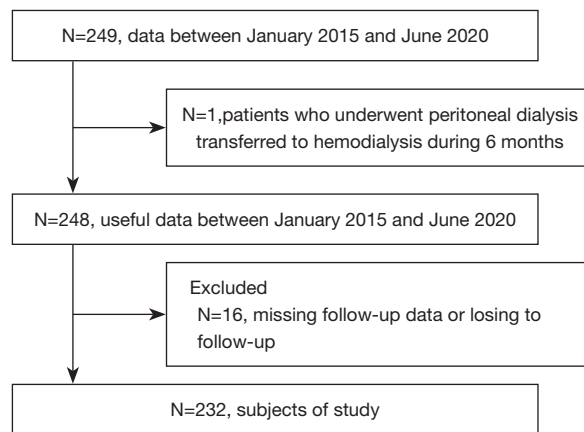 N=249, data between January 2015 and June 2020
N=1,patients who underwent peritoneal dialysis
transferred to hemodialysis during 6 months
N=248, useful data between January 2015 and June 2020
Excluded
N=16, missing follow-up data or losing to
follow-up
N=232, subjects of study